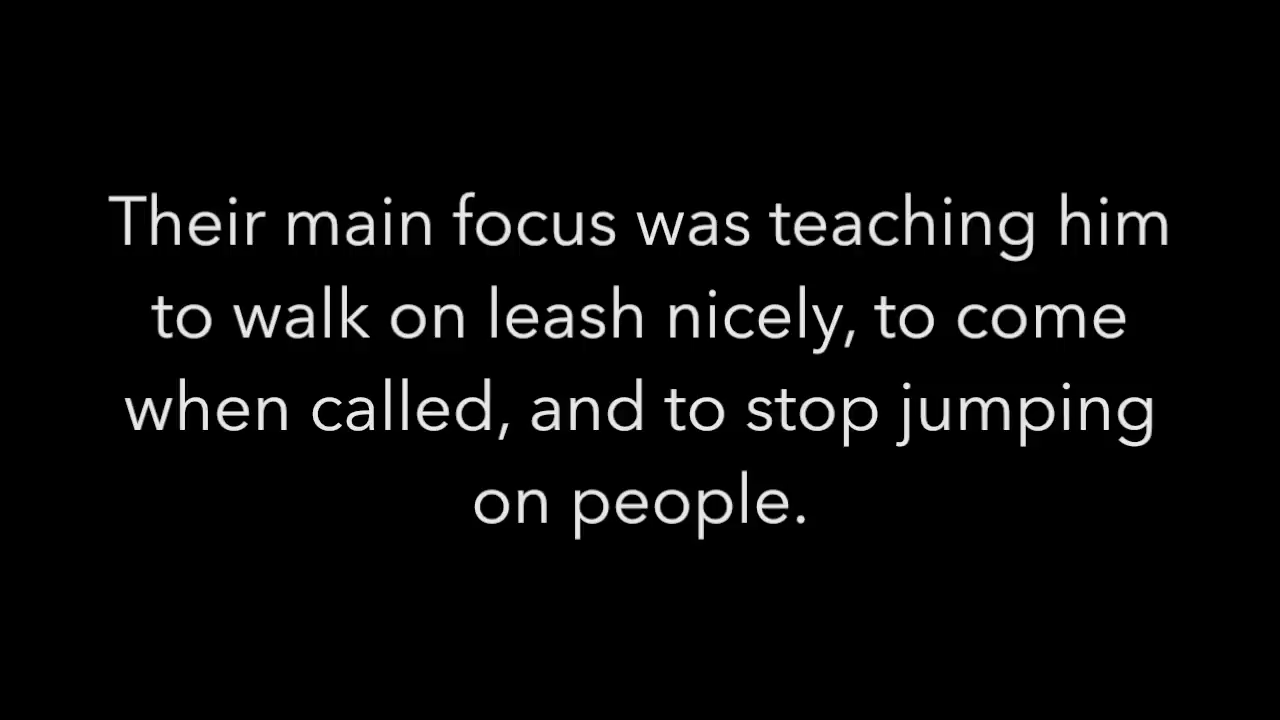 Their main focus was teaching him
to walk on leash nicely, to come
when called, and to stop jumping
on people.